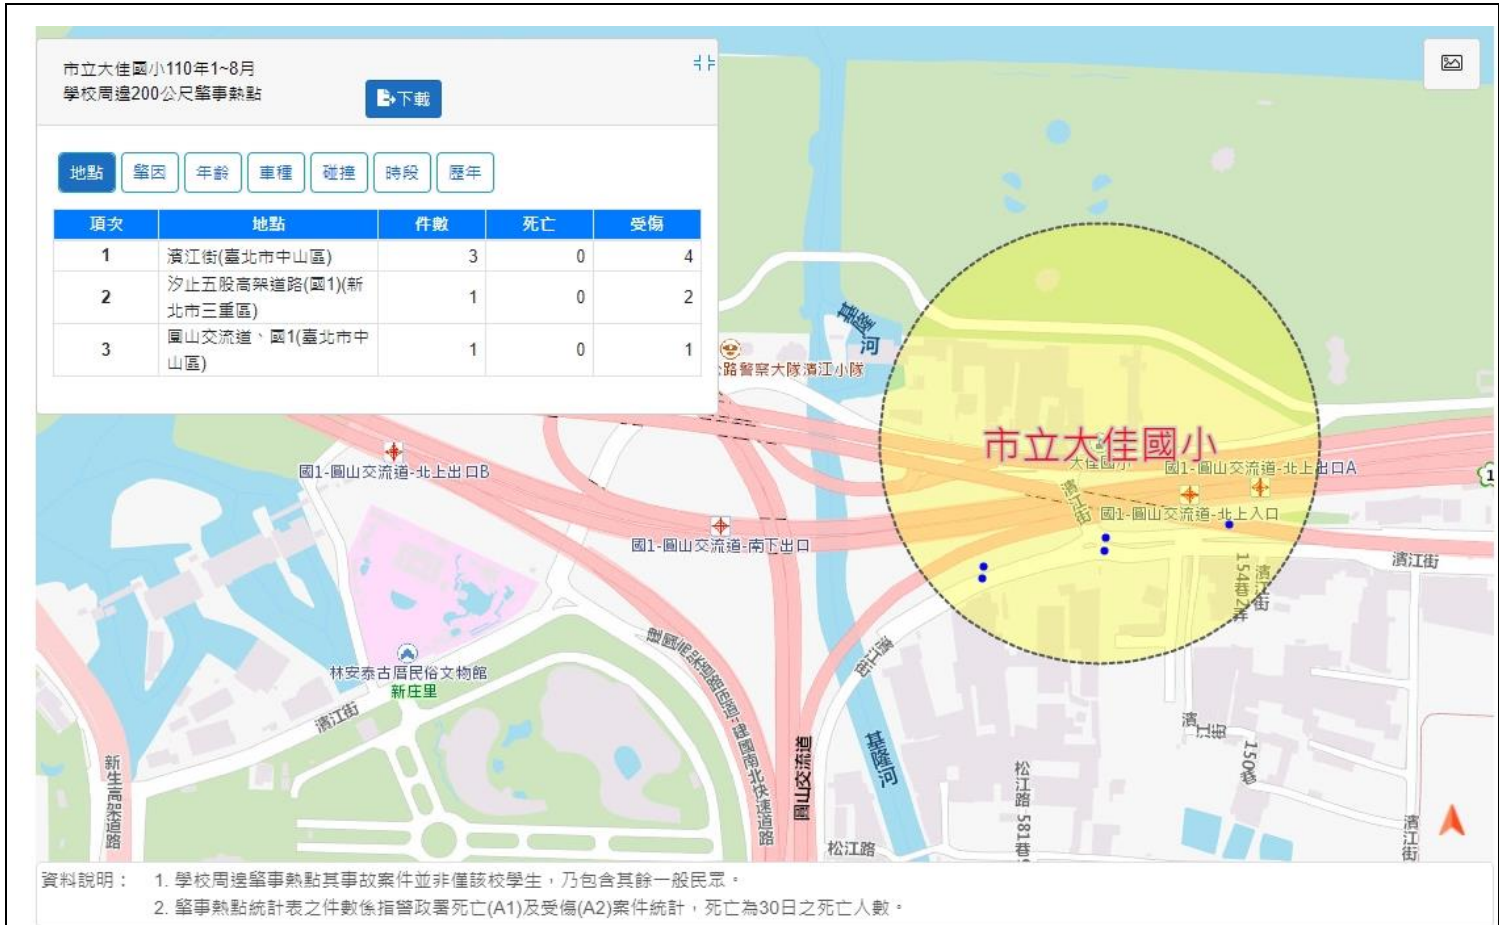 市立大佳國小110年1~8月
學校周邊200公尺肇事熱點
下載
地點 肇因 年齡 車種 碰撞 時段 歷年
項次 地點 件數 死亡 受傷
1 濱江街(臺北市中山區) 3 0 4
2 汐止五股高架道路(國1)(新
北市三重區) 1 0 2
3 圓山交流道、國1(臺北市中
山區) 1 0 1
基隆河
路警察大隊濱江小隊
市立大佳國小
大佳國小
國1-圓山交流道-北上出口A
國1-圓山交流道-北上出口B
濱江街
國1-圓山交流道-北上入口
國1-圓山交流道-南下出口
1
濱江街
濱江街
154巷2弄
林安泰古厝民俗文物館
新庄里
濱江街
濱江街
建國高架道路匝道·建國南北快速道路
新生高架道路
圓山交流道
基隆河
松江路
松江路 581巷
濱江街
150巷
濱江街
資料說明： 1. 學校周邊肇事熱點其事故案件並非僅該校學生，乃包含其餘一般民眾。
2. 肇事熱點統計表之件數係指警政署死亡(A1)及受傷(A2)案件統計，死亡為30日之死亡人數。